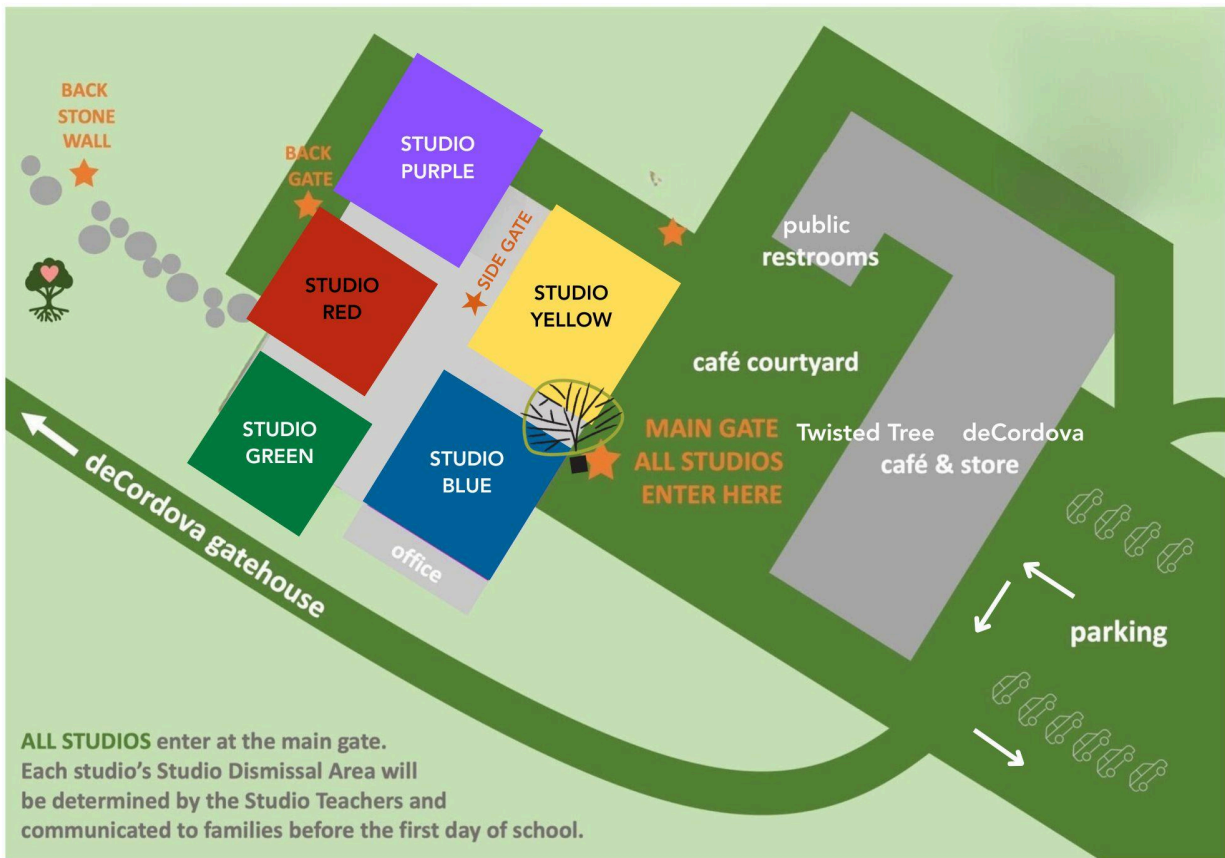 BACK
STONE
WALL
BACK
GATE
STUDIO
PURPLE
SIDE GATE
STUDIO
RED
STUDIO
YELLOW
STUDIO
GREEN
STUDIO
BLUE
office
public
restrooms
café courtyard
MAIN GATE
ALL STUDIOS
ENTER HERE
Twisted Tree deCordova
café & store
parking
deCordova gatehouse
ALL STUDIOS enter at the main gate.
Each studio's Studio Dismissal Area will
be determined by the Studio Teachers and
communicated to families before the first day of school.